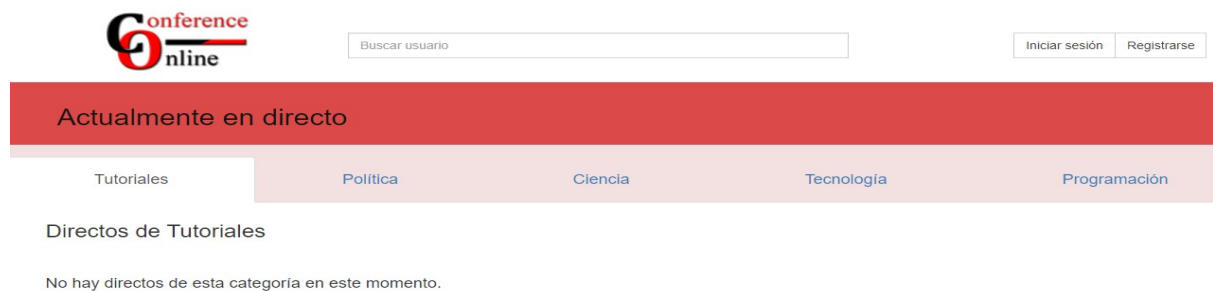 Conference
Online
Buscar usuario
Iniciar sesión Registrarse
Actualmente en directo
Tutoriales Política Ciencia Tecnología Programación
Directos de Tutoriales
No hay directos de esta categoría en este momento.